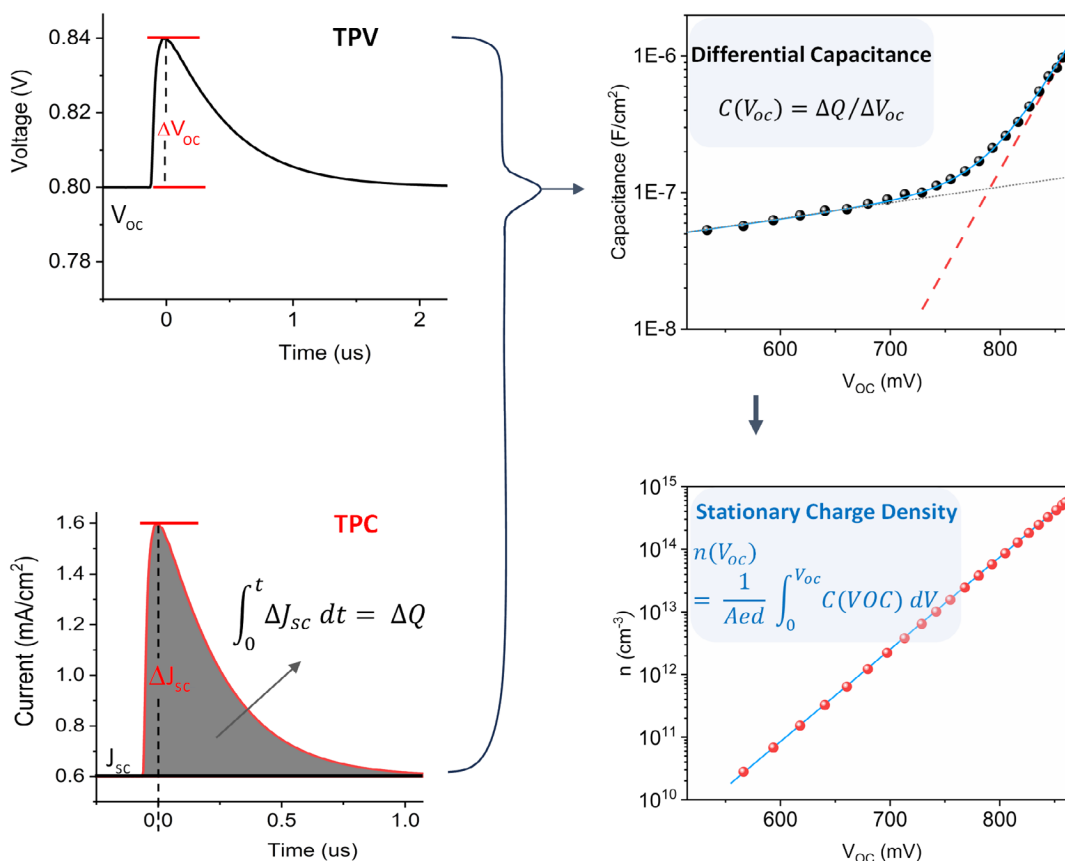 TPV
0.84
0.82
0.80
0.78
Voltage (V)
ΔV_oc
V_oc
0
1
2
Time (us)
Differential Capacitance
C(V_oc) = ΔQ/ΔV_oc
1E-6
1E-7
1E-8
Capacitance (F/cm²)
600
700
800
V_OC (mV)
TPC
1.6
1.4
1.2
1.0
0.8
0.6
Current (mA/cm²)
∫_0^t ΔJ_sc dt = ΔQ
ΔJ_sc
J_sc
0.0
0.5
1.0
Time (us)
Stationary Charge Density
n(V_oc)
= 1/Aed ∫_0^{V_oc} C(VOC) dV
10^15
10^14
10^13
10^12
10^11
10^10
n (cm^-3)
600
700
800
V_OC (mV)